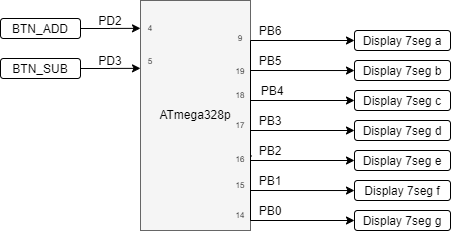 BTN_ADD PD2 4
BTN_SUB PD3 5
ATmega328p
9 PB6 Display 7seg a
19 PB5 Display 7seg b
18 PB4 Display 7seg c
17 PB3 Display 7seg d
16 PB2 Display 7seg e
15 PB1 Display 7seg f
14 PB0 Display 7seg g